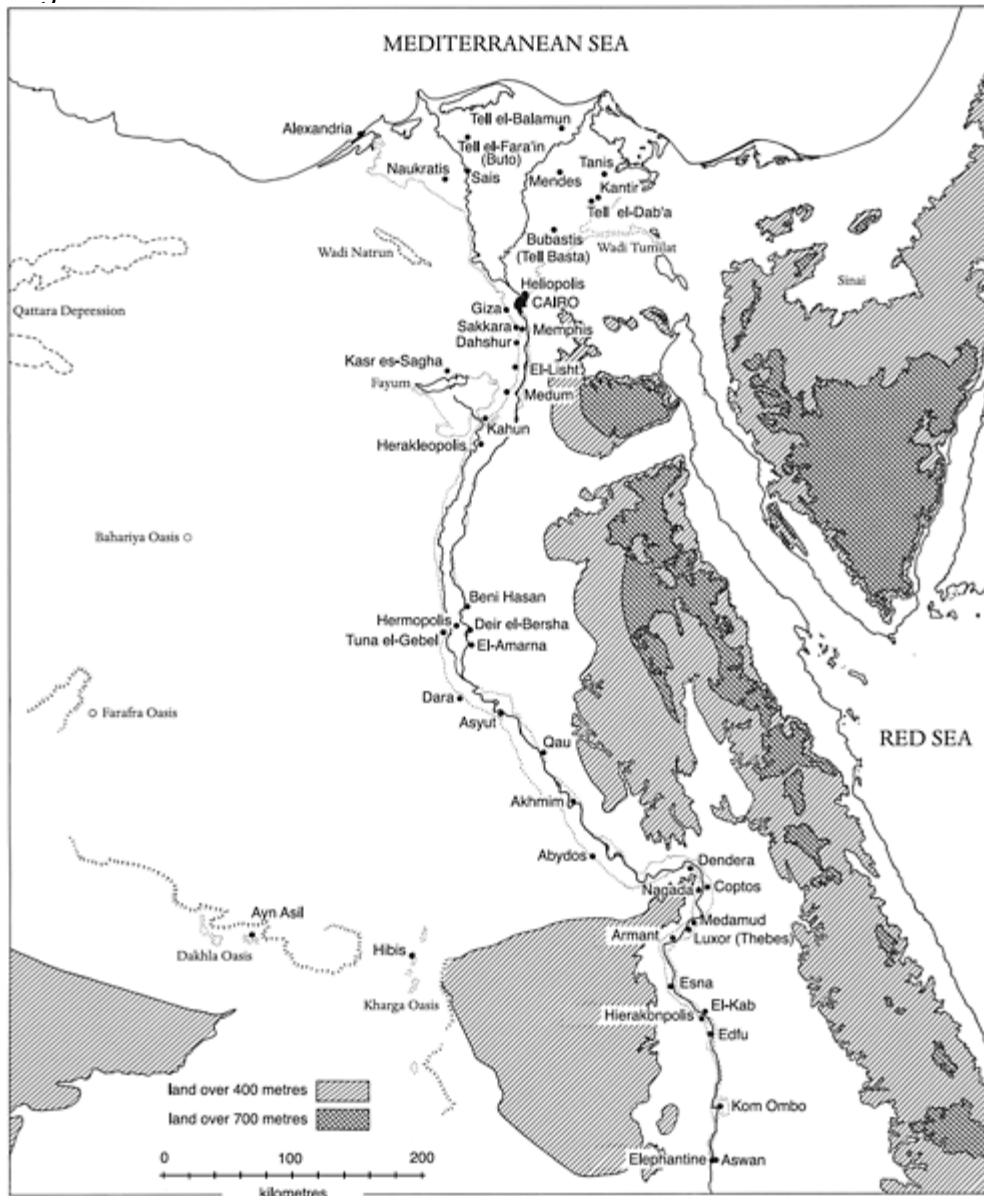 MEDITERRANEAN SEA
Tell el-Balamun
Alexandria
Tell el-Fara'in
(Buto)
Tanis
Naukratis
Sais
Mendes
Kantir
Tell el-Dab'a
Bubastis
(Tell Basta)
Wadi Tumilat
Wadi Natrun
Sinai
Heliopolis
CAIRO
Qattara Depression
Giza
Sakkara
Memphis
Dahshur
Kasr es-Sagha
El-Lisht
Fayum
Medum
Kahun
Herakleopolis
Bahariya Oasis
Beni Hasan
Hermopolis
Deir el-Bersha
Tuna el-Gebel
El-Amarna
Dara
Farafra Oasis
Asyut
RED SEA
Qau
Akhmim
Abydos
Dendera
Nagada
Coptos
Ayn Asil
Medamud
Armant
Luxor (Thebes)
Dakhla Oasis
Hibis
Esna
Kharga Oasis
El-Kab
Hierakonpolis
Edfu
land over 400 metres
land over 700 metres
Kom Ombo
Elephantine
Aswan
0 100 200
kilometres